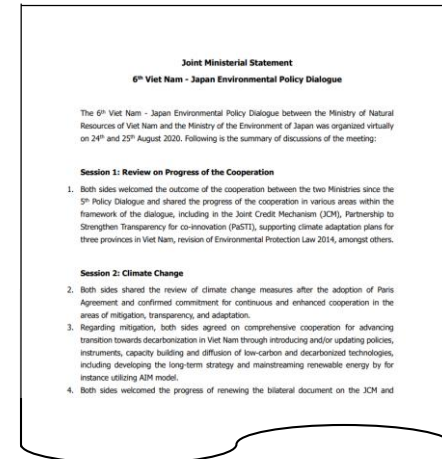 Joint Ministerial Statement
6th Viet Nam - Japan Environmental Policy Dialogue
The 6th Viet Nam - Japan Environmental Policy Dialogue between the Ministry of Natural
Resources of Viet Nam and the Ministry of the Environment of Japan was organized virtually
on 24th and 25th August 2020. Following is the summary of discussions of the meeting:
Session 1: Review on Progress of the Cooperation
1. Both sides welcomed the outcome of the cooperation between the two Ministries since the
5th Policy Dialogue and shared the progress of the cooperation in various areas within the
framework of the dialogue, including in the Joint Credit Mechanism (JCM), Partnership to
Strengthen Transparency for co-innovation (PaSTI), supporting climate adaptation plans for
three provinces in Viet Nam, revision of Environmental Protection Law 2014, amongst others.
Session 2: Climate Change
2. Both sides shared the review of climate change measures after the adoption of Paris
Agreement and confirmed commitment for continuous and enhanced cooperation in the
areas of mitigation, transparency, and adaptation.
3. Regarding mitigation, both sides agreed on comprehensive cooperation for advancing
transition towards decarbonization in Viet Nam through introducing and/or updating policies,
instruments, capacity building and diffusion of low-carbon and decarbonized technologies,
including developing the long-term strategy and mainstreaming renewable energy by for
instance utilizing AIM model.
4. Both sides welcomed the progress of renewing the bilateral document on the JCM and